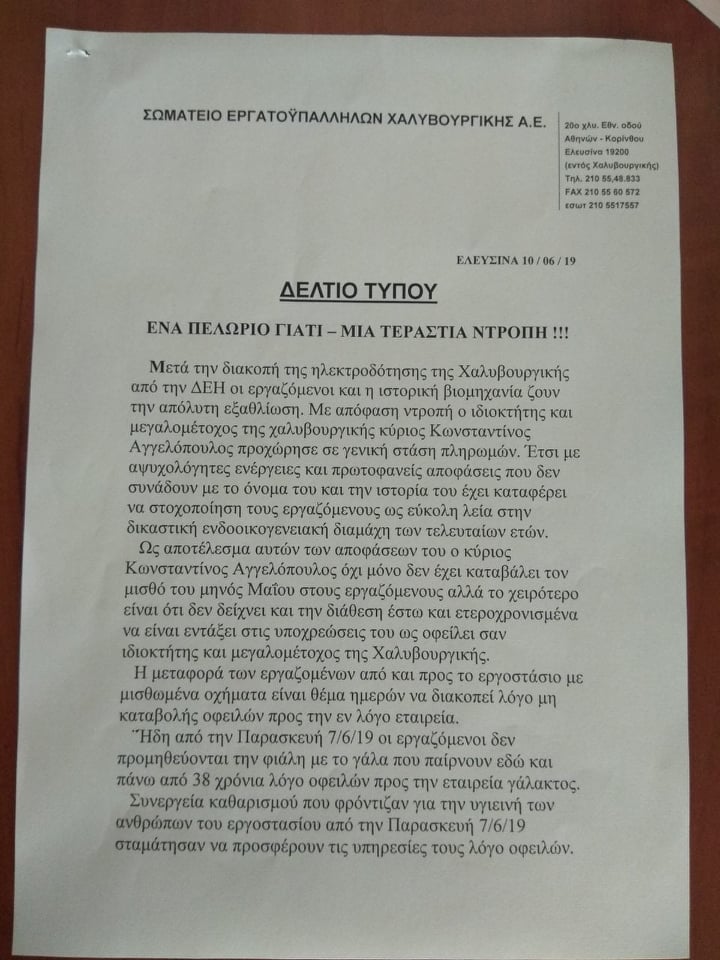 ΣΩΜΑΤΕΙΟ ΕΡΓΑΤΟΫΠΑΛΛΗΛΩΝ ΧΑΛΥΒΟΥΡΓΙΚΗΣ Α.Ε.
20ο χλυ. Εθν. οδού
Αθηνών - Κορίνθου
Ελευσίνα 19200
(εντός Χαλυβουργικής)
Τηλ. 210 55,48.833
FAX 210 55 60 572
εσωτ 210 5517557
ΕΛΕΥΣΙΝΑ 10 / 06 / 19
ΔΕΛΤΙΟ ΤΥΠΟΥ
ΕΝΑ ΠΕΛΩΡΙΟ ΓΙΑΤΙ – ΜΙΑ ΤΕΡΑΣΤΙΑ ΝΤΡΟΠΗ !!!
Μετά την διακοπή της ηλεκτροδότησης της Χαλυβουργικής
από την ΔΕΗ οι εργαζόμενοι και η ιστορική βιομηχανία ζουν
την απόλυτη εξαθλίωση. Με απόφαση ντροπή ο ιδιοκτήτης και
μεγαλομέτοχος της χαλυβουργικής κύριος Κωνσταντίνος
Αγγελόπουλος προχώρησε σε γενική στάση πληρωμών. Έτσι με
αψυχολόγητες ενέργειες και πρωτοφανείς αποφάσεις που δεν
συνάδουν με το όνομα του και την ιστορία του έχει καταφέρει
να στοχοποίηση τους εργαζόμενους ως εύκολη λεία στην
δικαστική ενδοοικογενειακή διαμάχη των τελευταίων ετών.
Ως αποτέλεσμα αυτών των αποφάσεων του ο κύριος
Κωνσταντίνος Αγγελόπουλος όχι μόνο δεν έχει καταβάλει τον
μισθό του μηνός Μαΐου στους εργαζόμενους αλλά το χειρότερο
είναι ότι δεν δείχνει και την διάθεση έστω και ετεροχρονισμένα
να είναι εντάξει στις υποχρεώσεις του ως οφείλει σαν
ιδιοκτήτης και μεγαλομέτοχος της Χαλυβουργικής.
Η μεταφορά των εργαζομένων από και προς το εργοστάσιο με
μισθωμένα οχήματα είναι θέμα ημερών να διακοπεί λόγο μη
καταβολής οφειλών προς την εν λόγο εταιρεία.
Ἤδη από την Παρασκευή 7/6/19 οι εργαζόμενοι δεν
προμηθεύονται την φιάλη με το γάλα που παίρνουν εδώ και
πάνω από 38 χρόνια λόγο οφειλών προς την εταιρεία γάλακτος.
Συνεργεία καθαρισμού που φρόντιζαν για την υγιεινή των
ανθρώπων του εργοστασίου από την Παρασκευή 7/6/19
σταμάτησαν να προσφέρουν τις υπηρεσίες τους λόγο οφειλών.